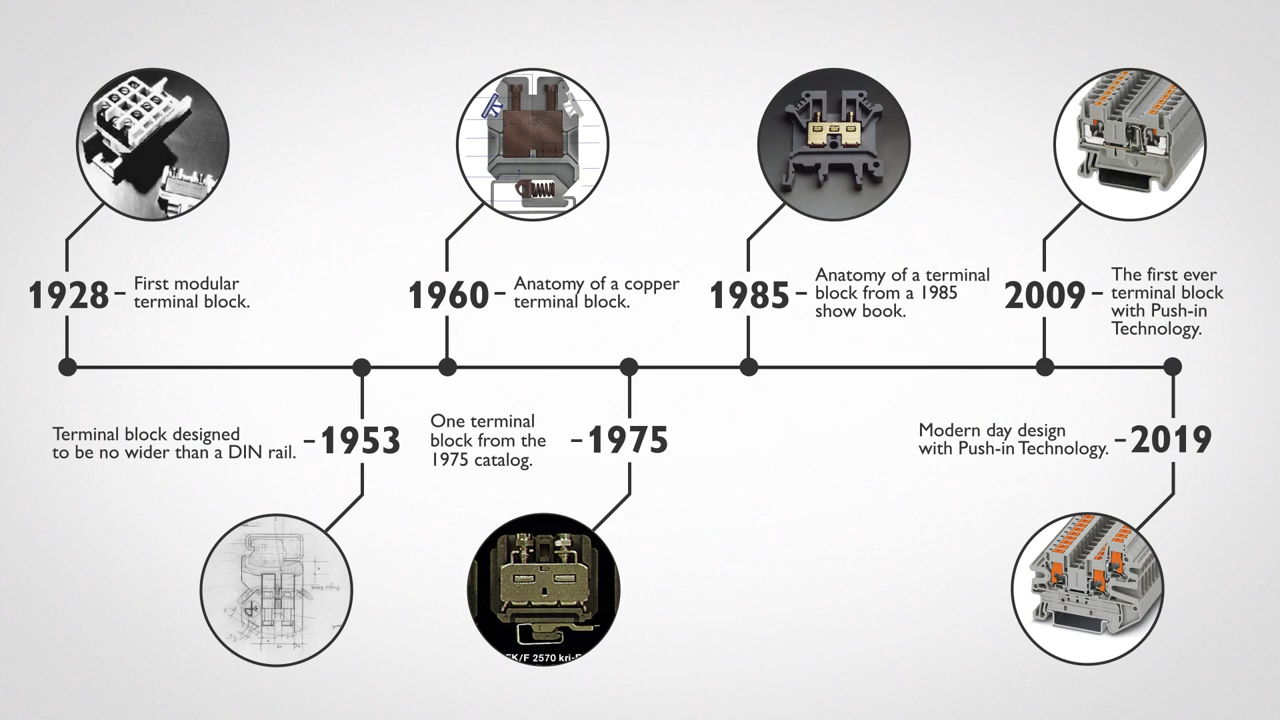 1928 – First modular
terminal block.
1960 – Anatomy of a copper
terminal block.
1985 – Anatomy of a terminal
block from a 1985
show book.
2009 – The first ever
terminal block
with Push-in
Technology.
Terminal block designed
to be no wider than a DIN rail. – 1953
One terminal
block from the
1975 catalog. – 1975
Modern day design
with Push-in Technology. – 2019
K/F 2570 kri-